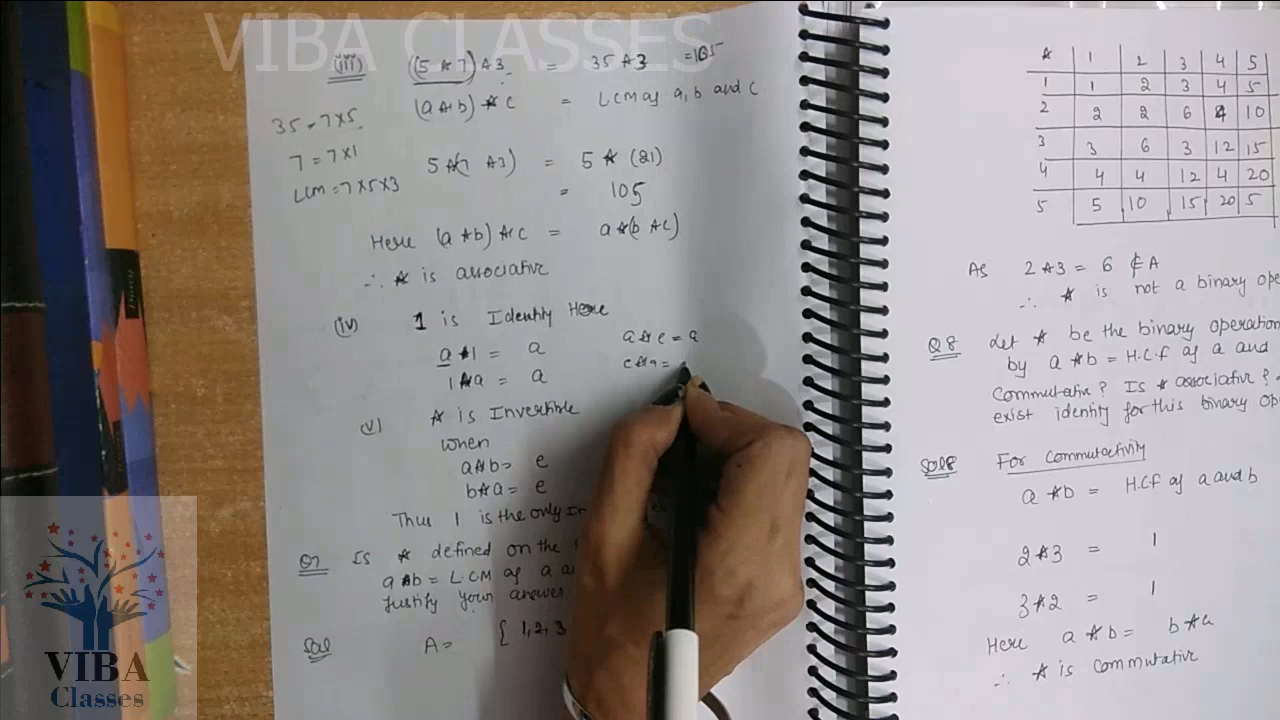 VIBA CLASSES
(iii) (5 * 7) * 3 = 35 * 3 = 105
(a * b) * c = LCM of a, b and c
35 = 7×5
7 = 7×1
LCM = 7×5×3
5 * (7 * 3) = 5 * (21)
= 105
Here (a * b) * c = a * (b * c)
∴ * is associative
(iv) 1 is Identity Here
a * 1 = a
1 * a = a
a * e = a
e * a =
(v) * is Invertible
when
a * b = e
b * a = e
Thus 1 is the only In
Q7 Is * defined on the
a * b = L.C.M of a a
Justify your answer
Sol A = { 1, 2, 3
* 1 2 3 4 5
1 1 2 3 4 5
2 2 2 6 4 10
3 3 6 3 12 15
4 4 4 12 4 20
5 5 10 15 20 5
As 2 * 3 = 6 ∉ A
∴ * is not a binary ope
Q8 Let * be the binary operation
by a * b = H.C.f of a and
Commutative? Is * associative?
exist identity for this binary op
Sol8 For Commutactivity
a * b = H.C.f of a and b
2 * 3 = 1
3 * 2 = 1
Here a * b = b * a
∴ * is commutative
VIBA
Classes